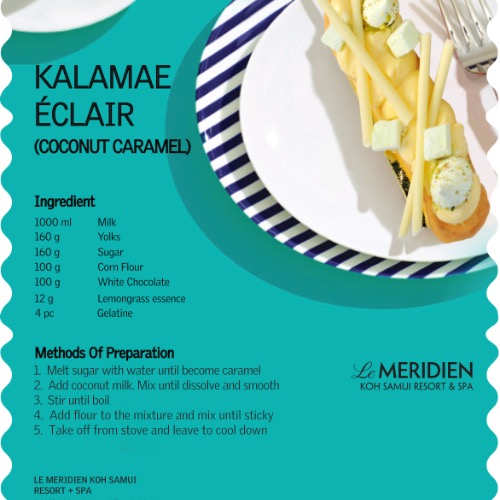 KALAMAE
ÉCLAIR
(COCONUT CARAMEL)
Ingredient
1000 ml Milk
160 g Yolks
160 g Sugar
100 g Corn Flour
100 g White Chocolate
12 g Lemongrass essence
4 pc Gelatine
Methods Of Preparation
1. Melt sugar with water until become caramel
2. Add coconut milk. Mix until dissolve and smooth
3. Stir until boil
4. Add flour to the mixture and mix until sticky
5. Take off from stove and leave to cool down
Le MERIDIEN
KOH SAMUI RESORT & SPA
LE MERIDIEN KOH SAMUI
RESORT + SPA